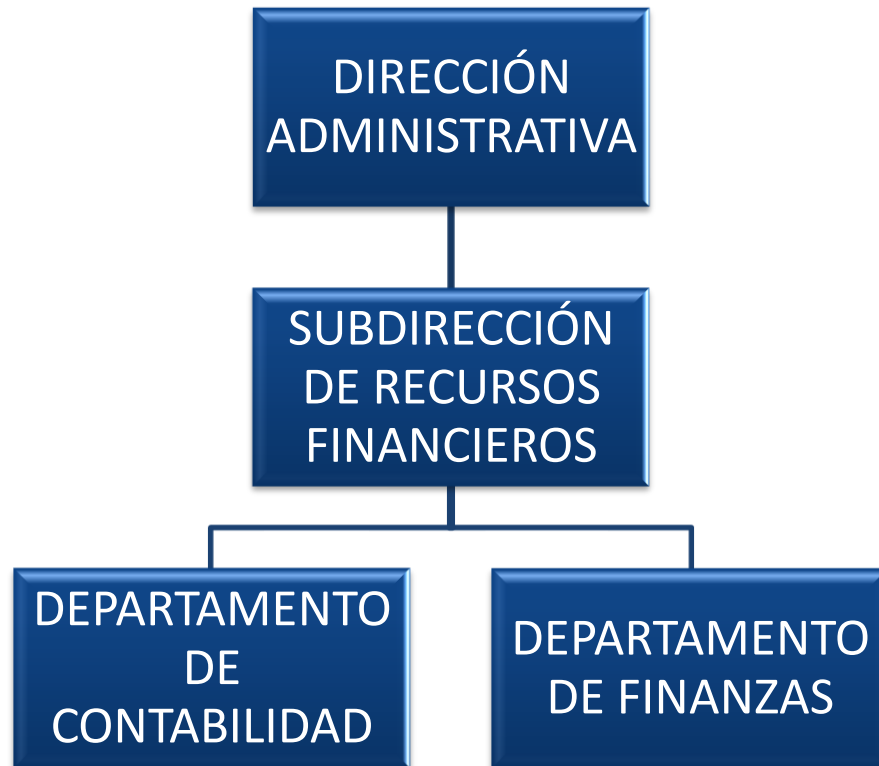 DIRECCIÓN
ADMINISTRATIVA
SUBDIRECCIÓN
DE RECURSOS
FINANCIEROS
DEPARTAMENTO
DE
CONTABILIDAD
DEPARTAMENTO
DE FINANZAS